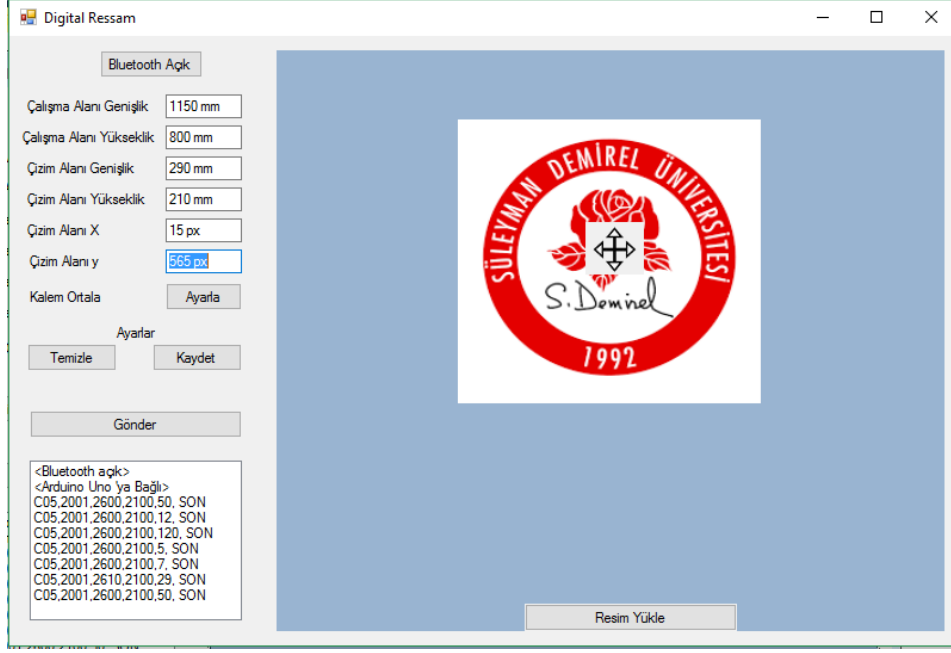 Digital Ressam
Bluetooth Açık
Çalışma Alanı Genişlik 1150 mm
Çalışma Alanı Yükseklik 800 mm
Çizim Alanı Genişlik 290 mm
Çizim Alanı Yükseklik 210 mm
Çizim Alanı X 15 px
Çizim Alanı y 565 px
Kalem Ortala Ayarla
Ayarlar
Temizle Kaydet
Gönder
<Bluetooth açık>
<Arduino Uno 'ya Bağlı>
C05,2001,2600,2100,50, SON
C05,2001,2600,2100,12, SON
C05,2001,2600,2100,120, SON
C05,2001,2600,2100,5, SON
C05,2001,2600,2100,7, SON
C05,2001,2610,2100,29, SON
C05,2001,2600,2100,50, SON
SÜLEYMAN DEMİREL ÜNİVERSİTESİ
S. Demirel
1992
Resim Yükle